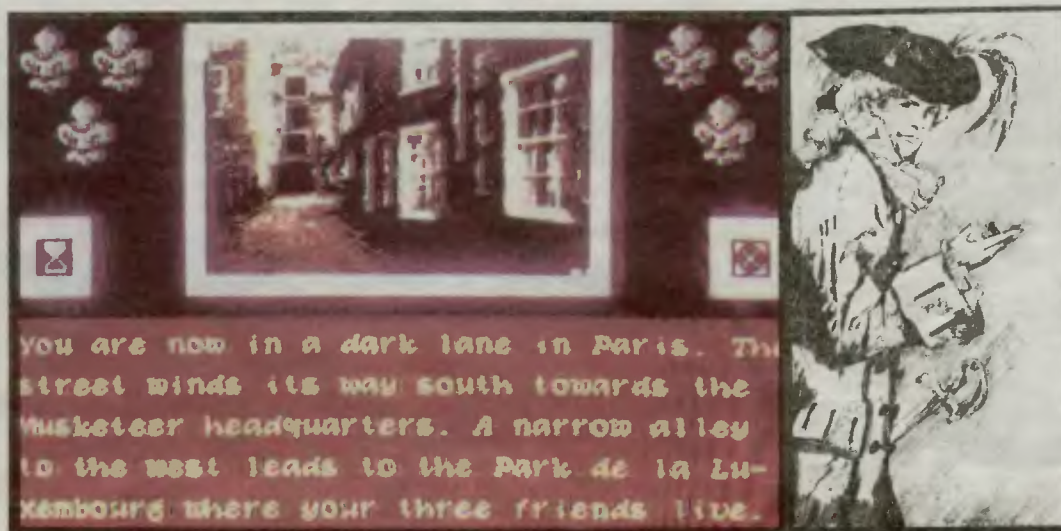 You are now in a dark lane in Paris. The
street winds its way south towards the
Musketeer headquarters. A narrow alley
to the west leads to the Park de la Lu-
xembourg where your three friends live.